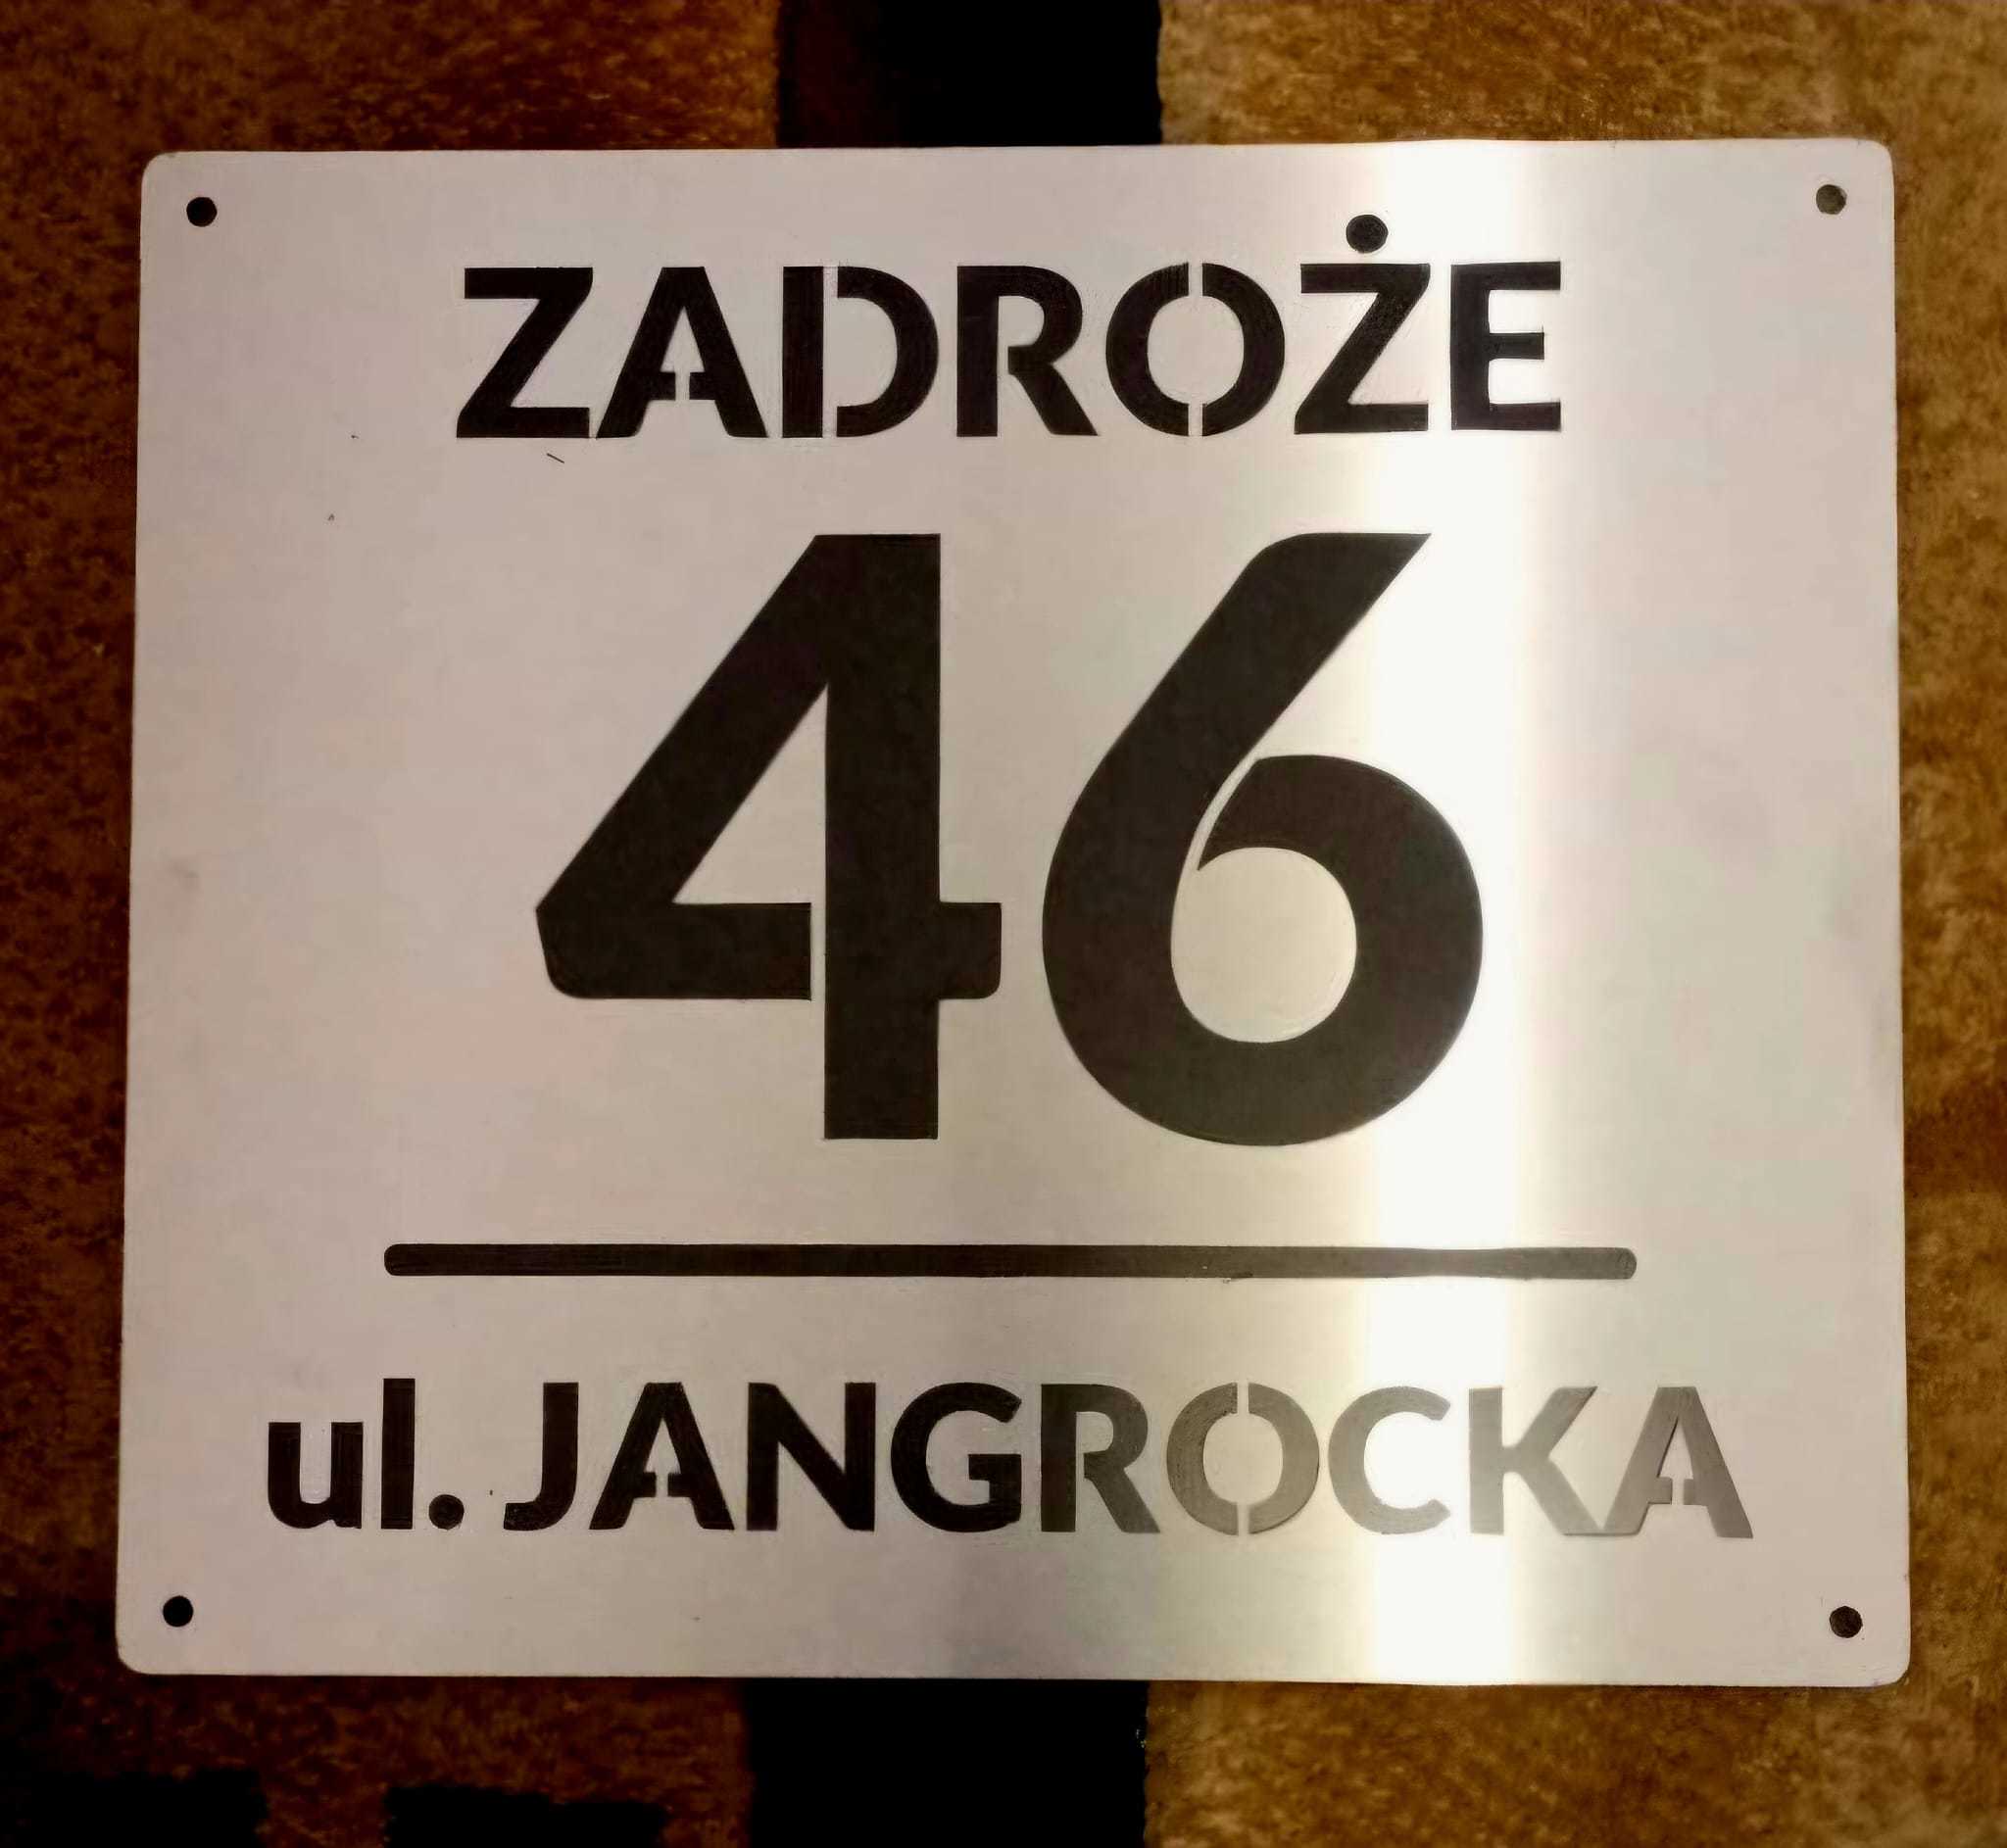 ZADROŻE
46
ul. JANGROCKA